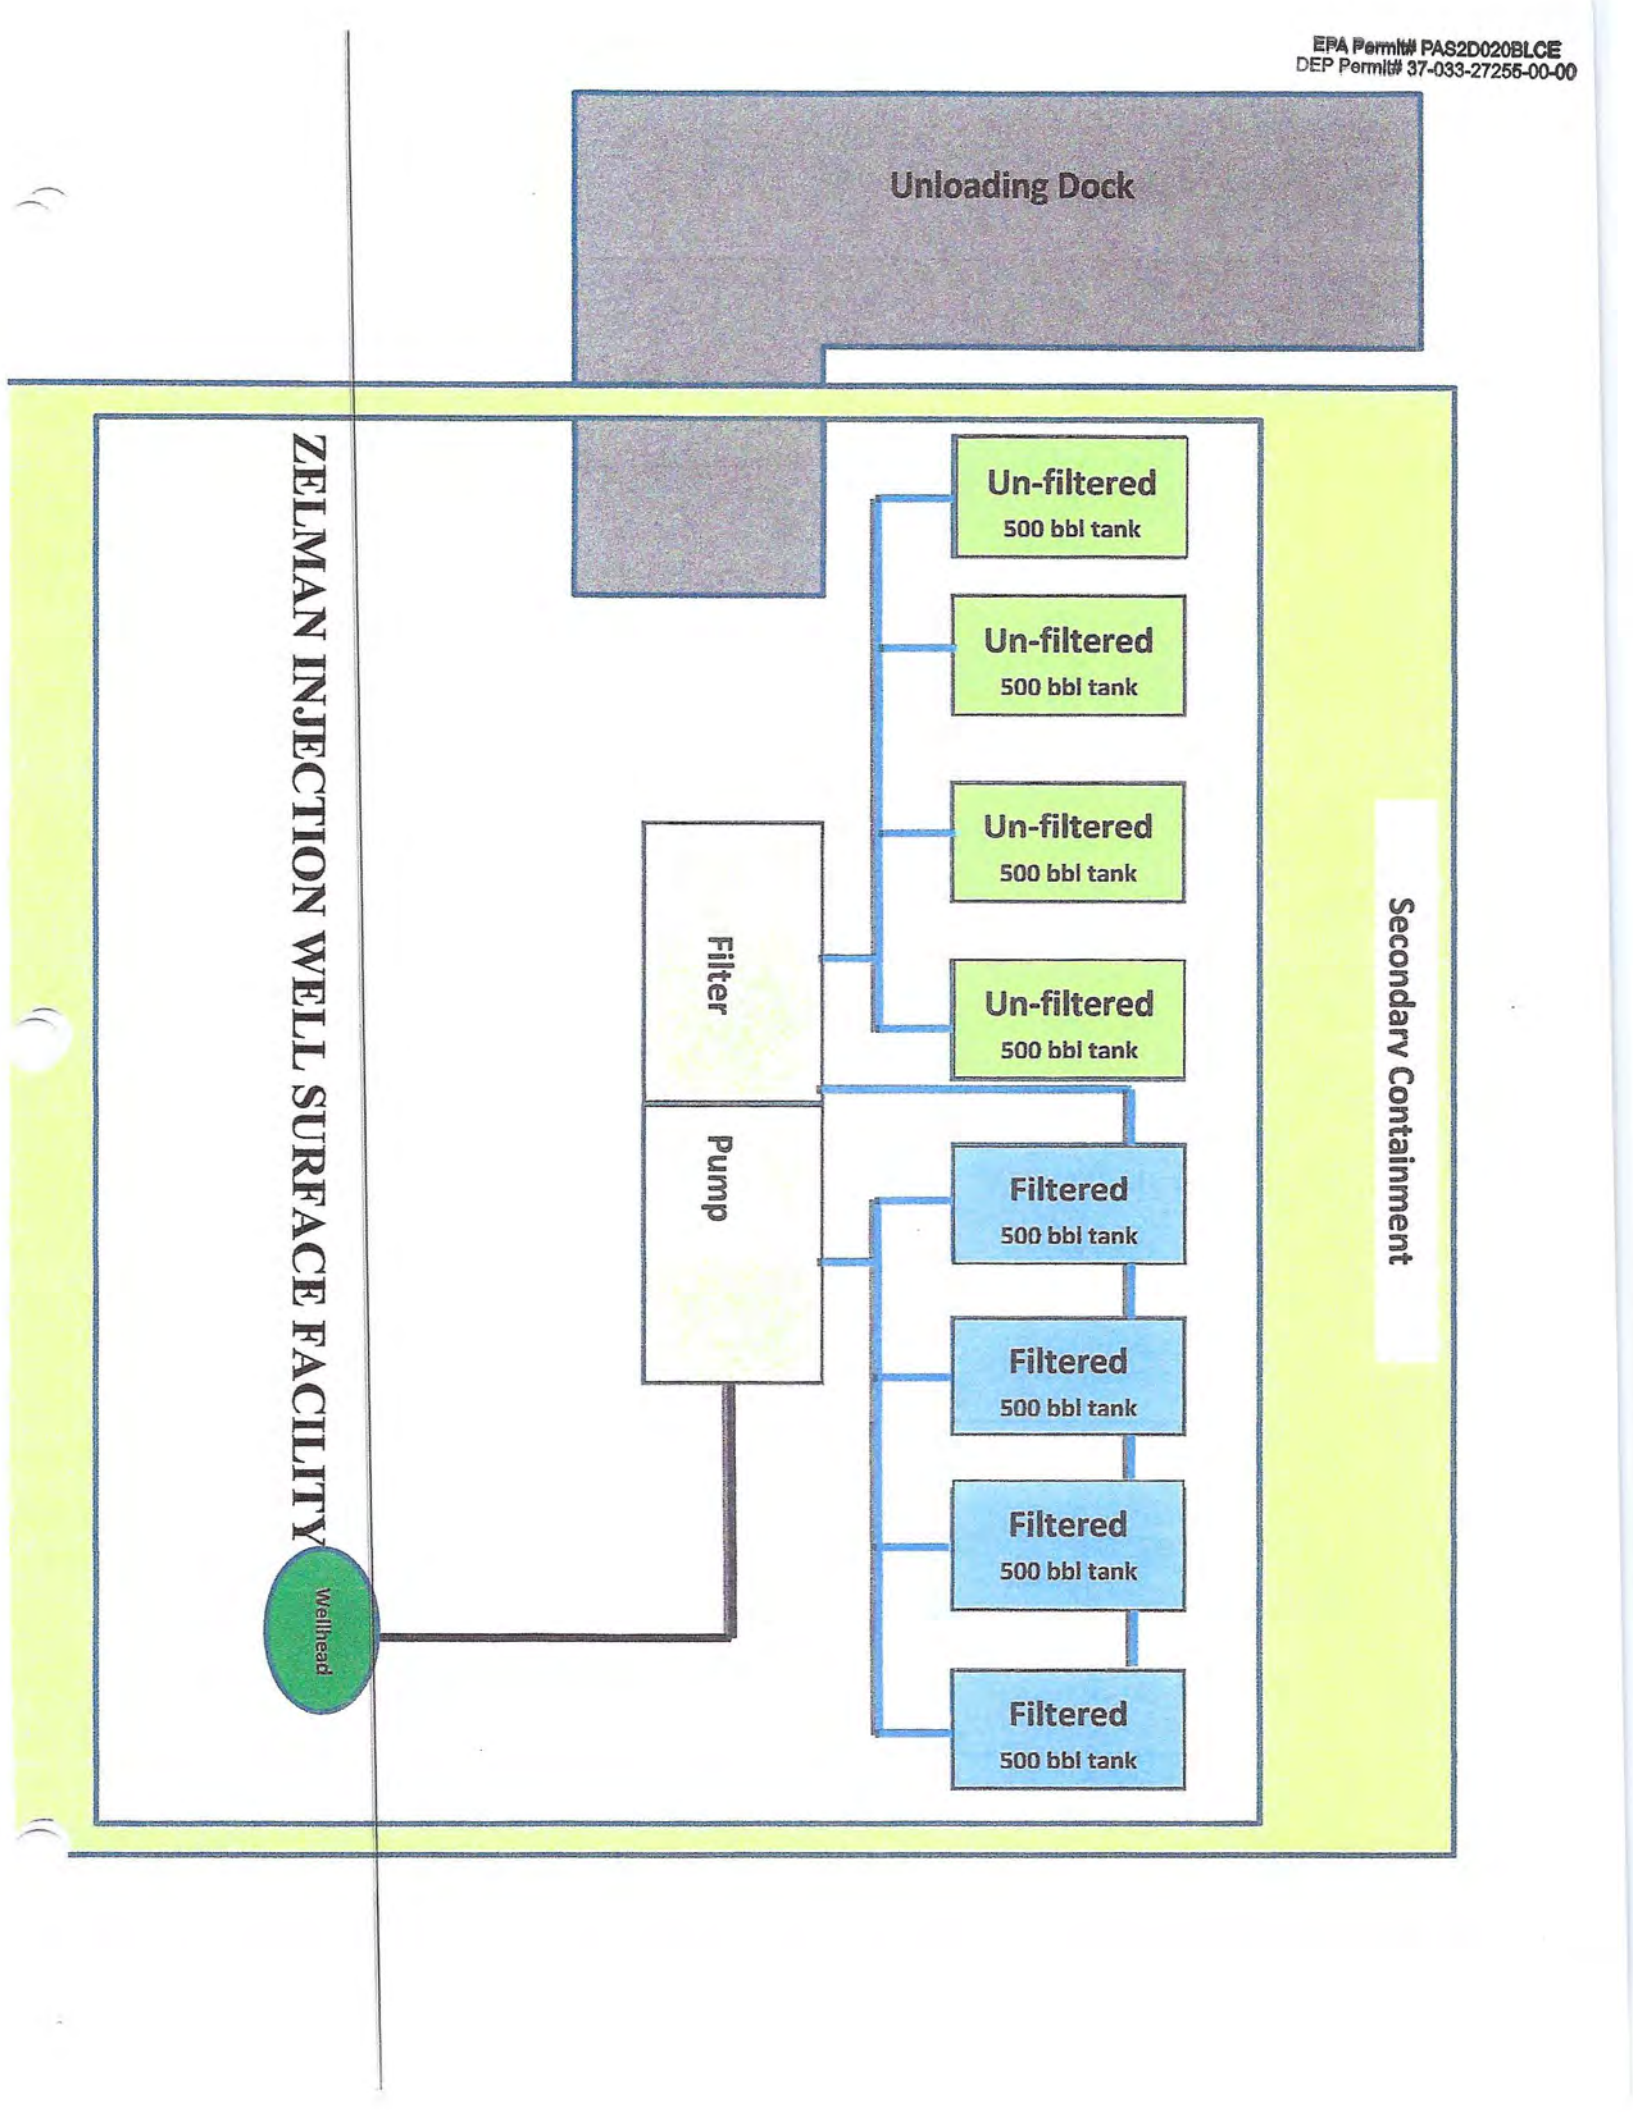 EPA Permit# PAS2D020BLCE
DEP Permit# 37-033-27255-00-00
Unloading Dock
Un-filtered
500 bbl tank
Un-filtered
500 bbl tank
Un-filtered
500 bbl tank
Un-filtered
500 bbl tank
Filtered
500 bbl tank
Filtered
500 bbl tank
Filtered
500 bbl tank
Filtered
500 bbl tank
Secondary Containment
Filter
Pump
Wellhead
ZELMAN INJECTION WELL SURFACE FACILITY